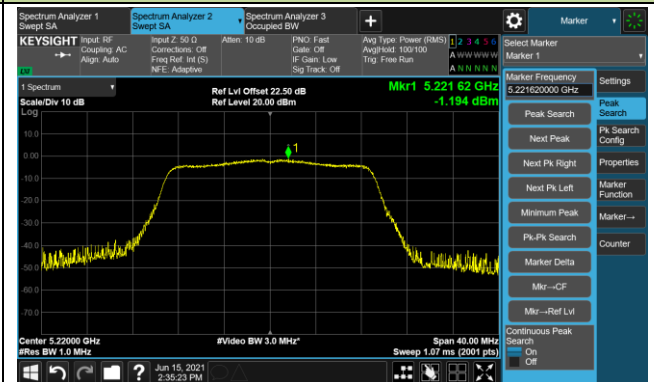 Spectrum Analyzer 1
Swept SA
Spectrum Analyzer 2
Swept SA
Spectrum Analyzer 3
Occupied BW
+
Marker
KEYSIGHT
Input: RF
Coupling: AC
Align: Auto
Input Z: 50 Ω
Corrections: Off
Freq Ref: Int (S)
NFE: Adaptive
Atten: 10 dB
PNO: Fast
Gate: Off
IF Gain: Low
Sig Track: Off
Avg Type: Power (RMS)
Avg|Hold: 100/100
Trig: Free Run
1 2 3 4 5 6
A W W W W W
A N N N N N
Select Marker
Marker 1
1 Spectrum
Scale/Div 10 dB
Ref Lvl Offset 22.50 dB
Ref Level 20.00 dBm
Mkr1 5.221 62 GHz
-1.194 dBm
Log
10.0
0.00
-10.0
-20.0
-30.0
-40.0
-50.0
-60.0
-70.0
1
Center 5.22000 GHz
#Res BW 1.0 MHz
#Video BW 3.0 MHz*
Span 40.00 MHz
Sweep 1.07 ms (2001 pts)
Marker Frequency
5.221620000 GHz
Peak Search
Next Peak
Next Pk Right
Next Pk Left
Minimum Peak
Pk-Pk Search
Marker Delta
Mkr→CF
Mkr→Ref Lvl
Continuous Peak
Search
On
Off
Settings
Peak
Search
Pk Search
Config
Properties
Marker
Function
Marker→
Counter
?
Jun 15, 2021
2:35:23 PM